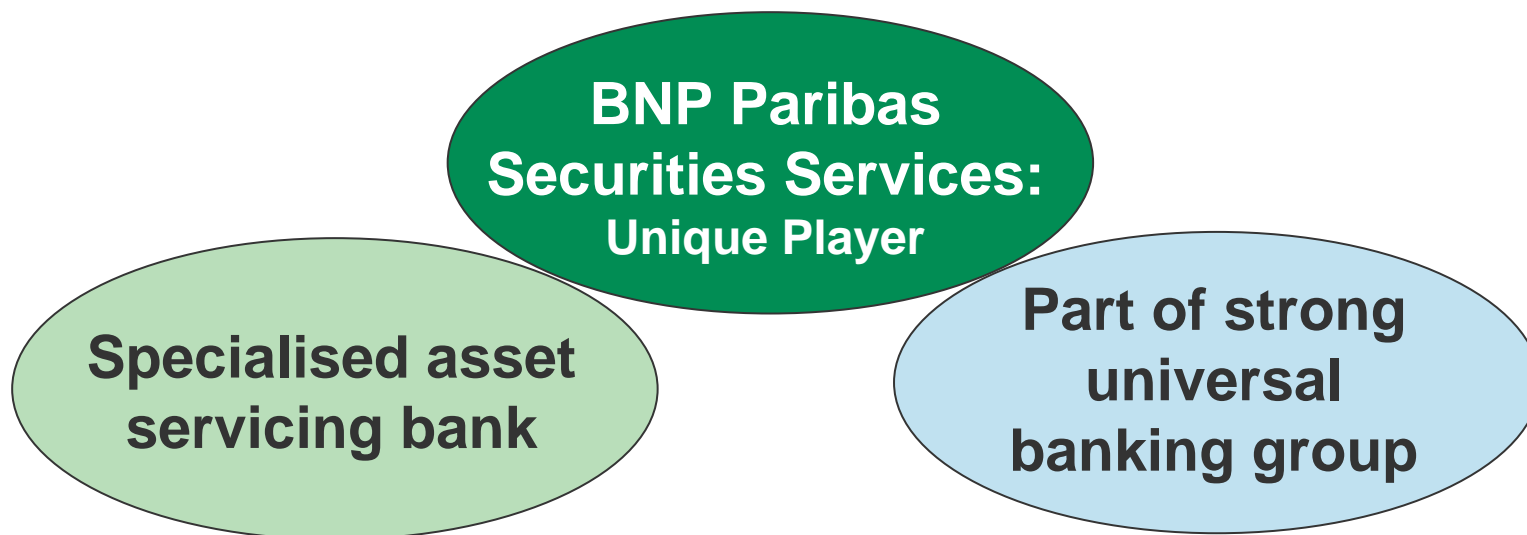 BNP Paribas
Securities Services:
Unique Player
Specialised asset
servicing bank
Part of strong
universal
banking group